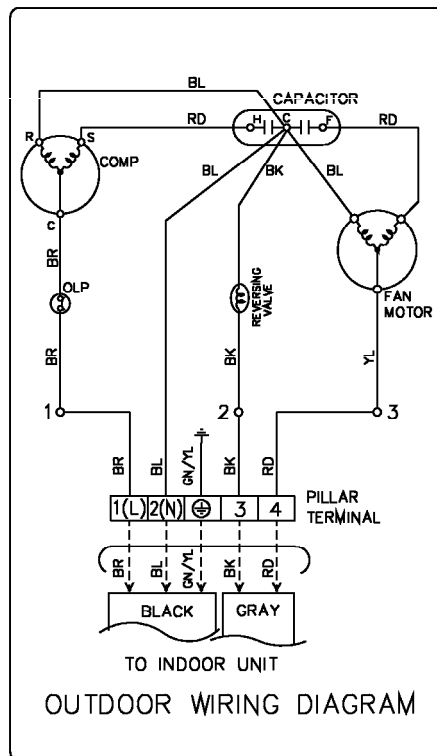 BL
CAPACITOR
RD
H
C
F
RD
R
S
COMP
BL
BK
BL
C
BR
OLP
REVERSING
VALVE
FAN
MOTOR
BR
BK
YL
1
2
3
BR
BL
GN/YL
BK
RD
1(L)
2(N)
3
4
PILLAR
TERMINAL
BR
BL
GN/YL
BK
RD
BLACK
GRAY
TO INDOOR UNIT
OUTDOOR WIRING DIAGRAM